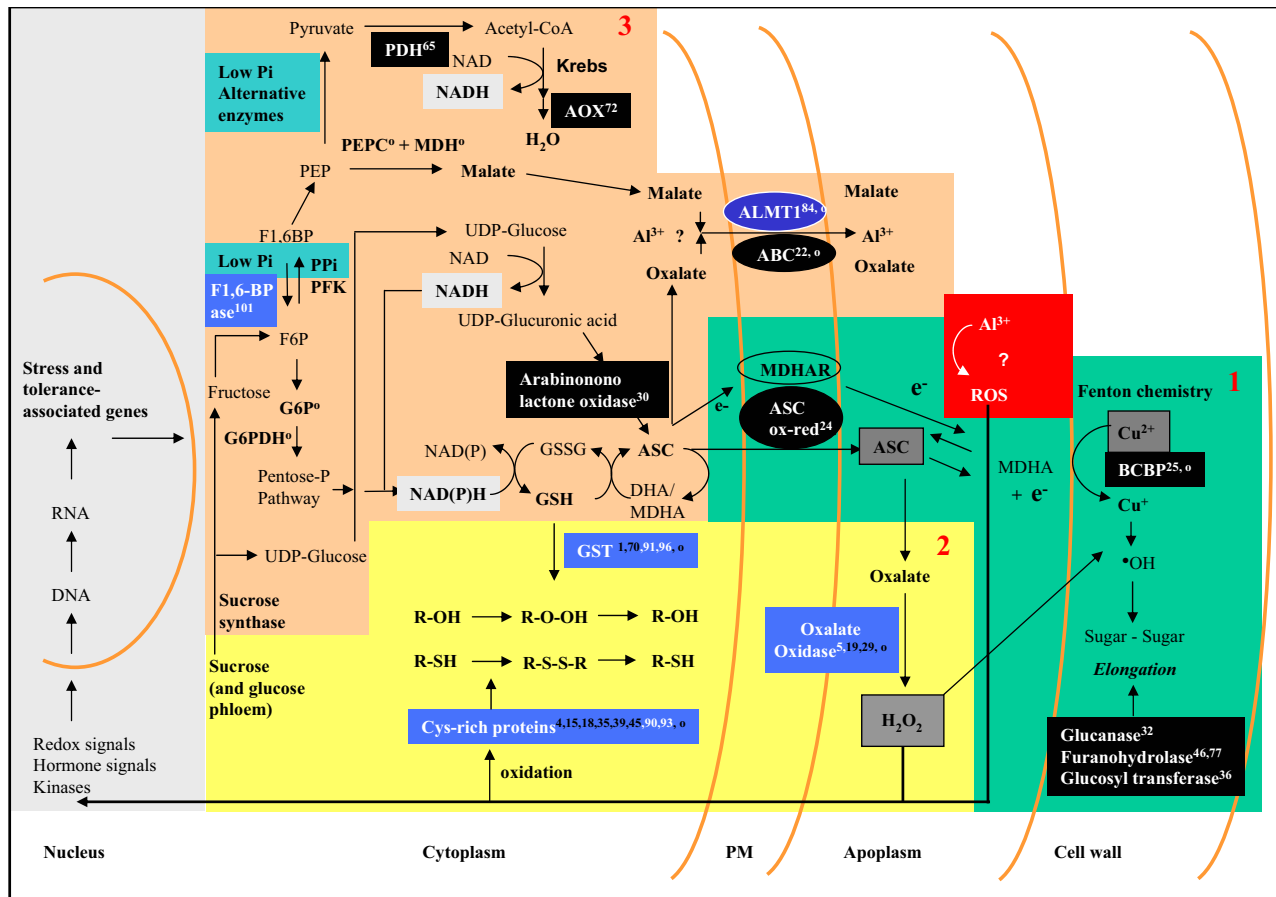 3
Pyruvate
Acetyl-CoA
PDH65
NAD
Krebs
NADH
AOX72
H2O
Low Pi
Alternative
enzymes
PEPCo + MDHo
PEP
Malate
Malate
Malate
ALMT184, o
Al3+ ?
Al3+
ABC22, o
Oxalate
Oxalate
F1,6BP
Low Pi
PPi
PFK
F1,6-BP
ase101
UDP-Glucose
NAD
NADH
UDP-Glucuronic acid
F6P
Fructose
G6Po
G6PDHo
Pentose-P
Pathway
Arabinonono
lactone oxidase30
NAD(P)
GSSG
ASC
NAD(P)H
GSH
DHA/
MDHA
UDP-Glucose
Sucrose
synthase
Sucrose
(and glucose
phloem)
Stress and
tolerance-
associated genes
RNA
DNA
Redox signals
Hormone signals
Kinases
MDHAR
e-
ASC
ox-red24
e-
ASC
MDHA
+ e-
Al3+
?
ROS
1
Fenton chemistry
Cu2+
BCBP25, o
Cu+
•OH
Sugar - Sugar
Elongation
Glucanase32
Furanohydrolase46,77
Glucosyl transferase36
2
GST 1,70,91,96, o
R-OH
R-O-OH
R-OH
R-SH
R-S-S-R
R-SH
Cys-rich proteins4,15,18,35,39,45,90,93, o
oxidation
Oxalate
Oxalate
Oxidase5,19,29, o
H2O2
Nucleus
Cytoplasm
PM
Apoplasm
Cell wall